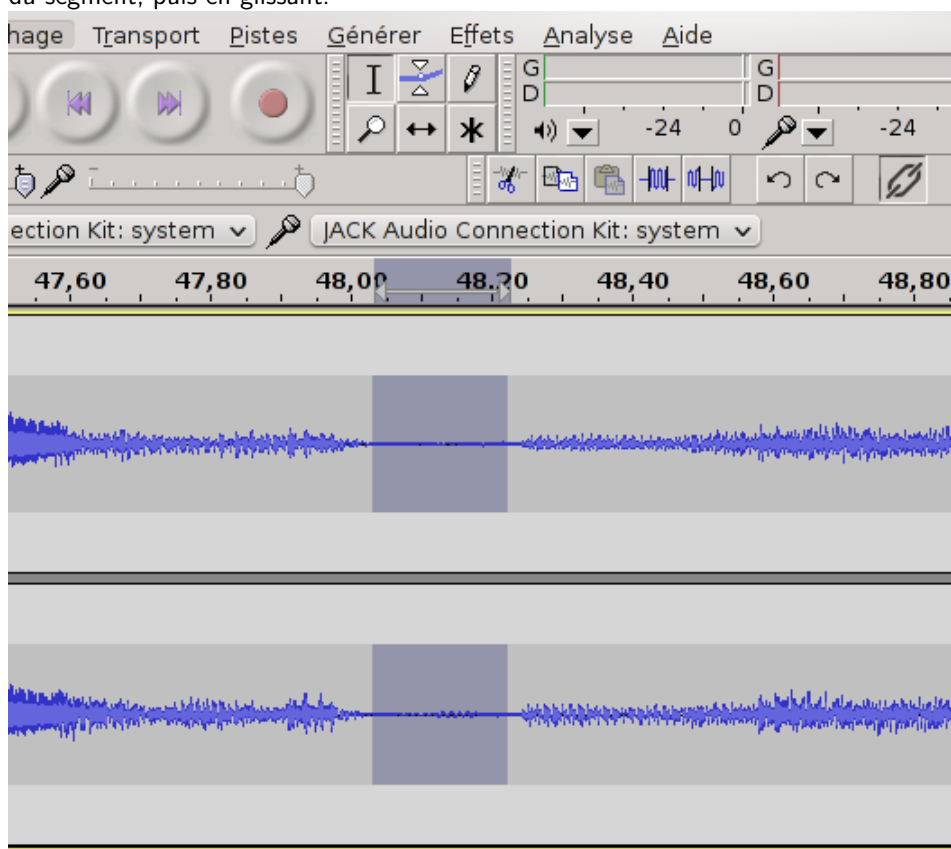 du segment, puis en glissant.
hage Transport Pistes Générer Effets Analyse Aide
G G
D D
-24 0 -24
ection Kit: system JACK Audio Connection Kit: system
47,60 47,80 48,00 48,20 48,40 48,60 48,80